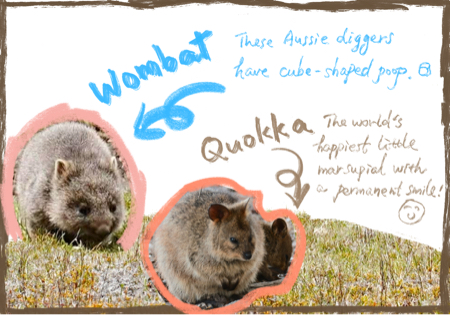 Wombat
These Aussie diggers
have cube-shaped poop.
Quokka
The world's
happiest little
marsupial with
a permanent smile!